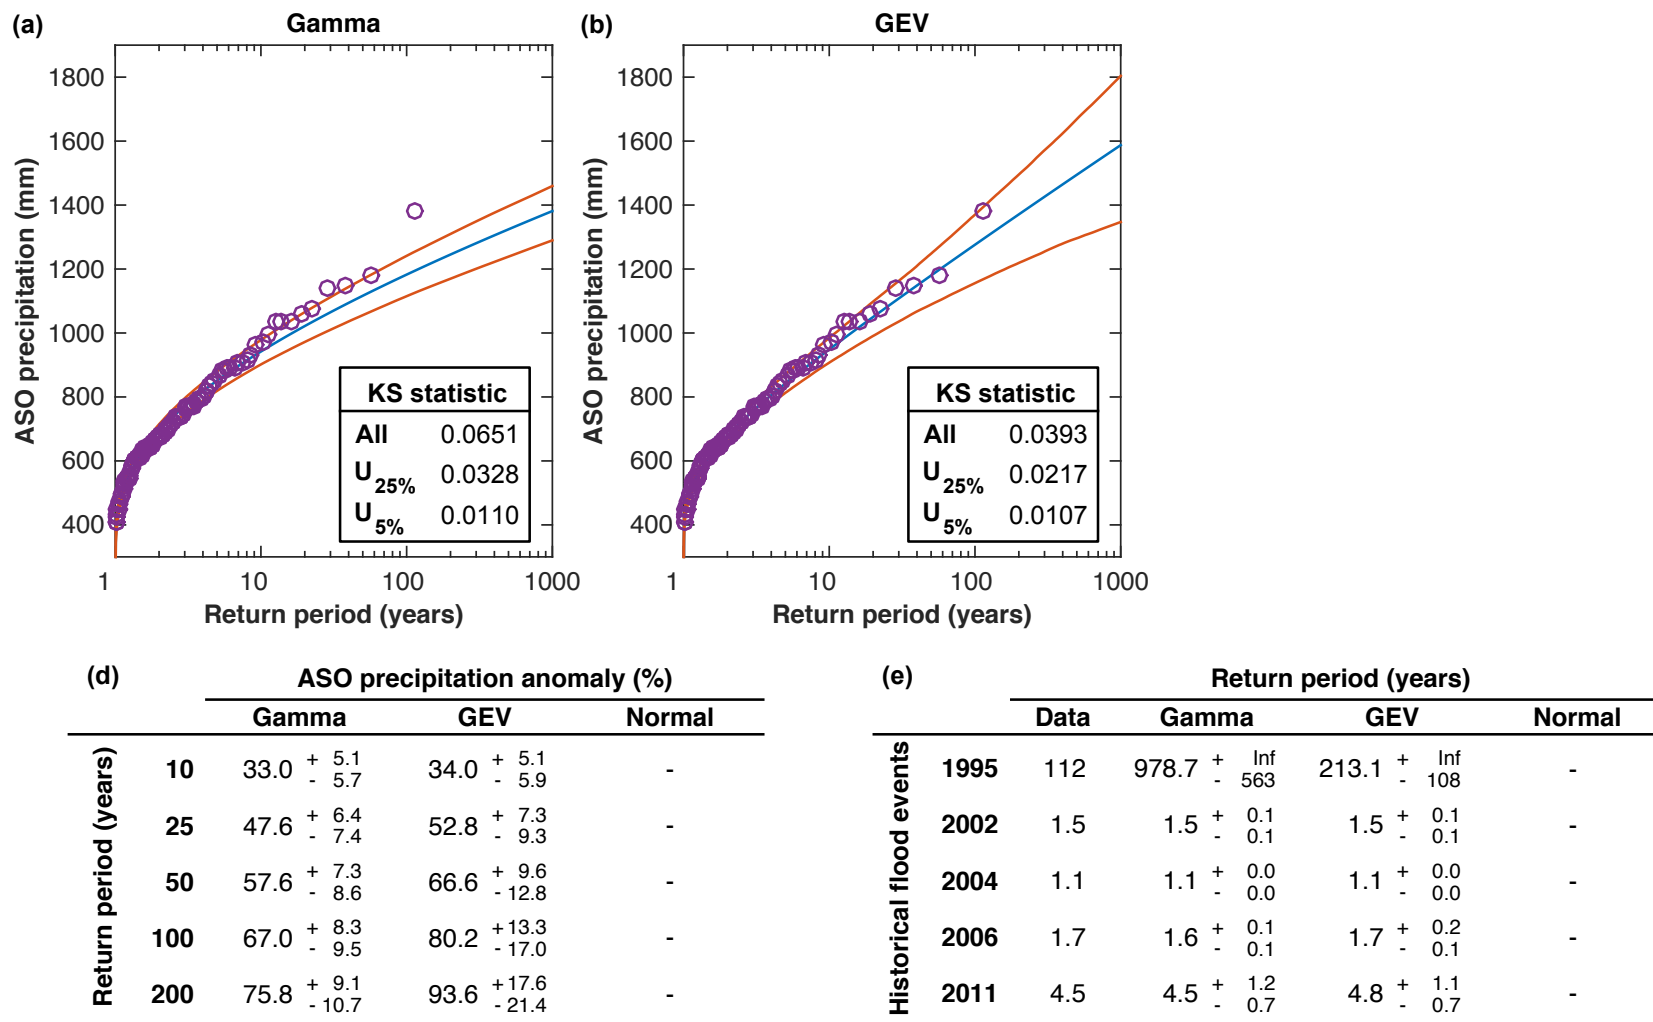 (a) Gamma
1800
1600
1400
1200
1000
800
600
400
ASO precipitation (mm)
KS statistic
All 0.0651
U25% 0.0328
U5% 0.0110
1 10 100 1000
Return period (years)
(b) GEV
1800
1600
1400
1200
1000
800
600
400
ASO precipitation (mm)
KS statistic
All 0.0393
U25% 0.0217
U5% 0.0107
1 10 100 1000
Return period (years)
(d) ASO precipitation anomaly (%)
Gamma GEV Normal
Return period (years)
10 33.0 + 5.1 - 5.7 34.0 + 5.1 - 5.9 -
25 47.6 + 6.4 - 7.4 52.8 + 7.3 - 9.3 -
50 57.6 + 7.3 - 8.6 66.6 + 9.6 - 12.8 -
100 67.0 + 8.3 - 9.5 80.2 + 13.3 - 17.0 -
200 75.8 + 9.1 - 10.7 93.6 + 17.6 - 21.4 -
(e) Return period (years)
Data Gamma GEV Normal
Historical flood events
1995 112 978.7 + Inf - 563 213.1 + Inf - 108 -
2002 1.5 1.5 + 0.1 - 0.1 1.5 + 0.1 - 0.1 -
2004 1.1 1.1 + 0.0 - 0.0 1.1 + 0.0 - 0.0 -
2006 1.7 1.6 + 0.1 - 0.1 1.7 + 0.2 - 0.1 -
2011 4.5 4.5 + 1.2 - 0.7 4.8 + 1.1 - 0.7 -